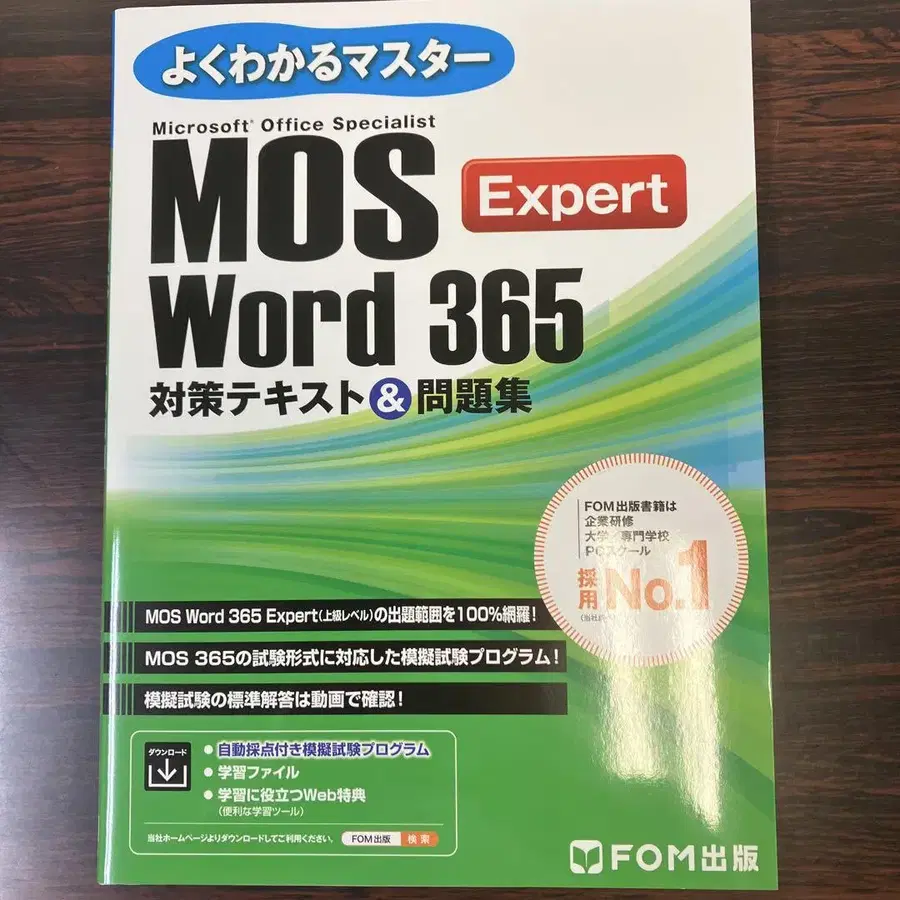 よくわかるマスター
Microsoft® Office Specialist
MOS
Expert
Word 365
対策テキスト&問題集
FOM出版書籍は
企業研修
大学・専門学校
PCスクール
採用No.1
MOS Word 365 Expert(上級レベル)の出題範囲を100%網羅!
MOS 365の試験形式に対応した模擬試験プログラム!
模擬試験の標準解答は動画で確認!
ダウンロード
● 自動採点付き模擬試験プログラム
● 学習ファイル
● 学習に役立つWeb特典
(便利な学習ツール)
当社ホームページよりダウンロードしてご利用ください。 FOM出版 検索
FOM出版